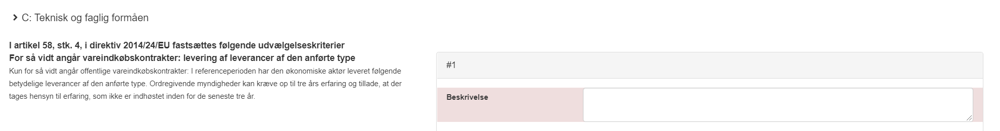 C: Teknisk og faglig formåen
I artikel 58, stk. 4, i direktiv 2014/24/EU fastsættes følgende udvælgelseskriterier
For så vidt angår vareindkøbskontrakter: levering af leverancer af den anførte type
Kun for så vidt angår offentlige vareindkøbskontrakter: I referenceperioden har den økonomiske aktør leveret følgende
betydelige leverancer af den anførte type. Ordregivende myndigheder kan kræve op til tre års erfaring og tillade, at der
tages hensyn til erfaring, som ikke er indhøstet inden for de seneste tre år.
#1
Beskrivelse